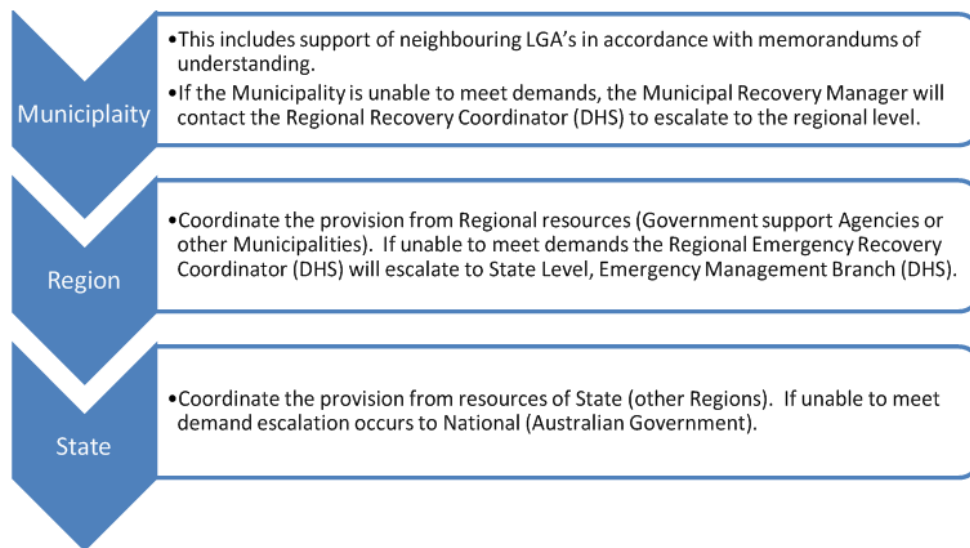 Municiplaity
•This includes support of neighbouring LGA's in accordance with memorandums of
understanding.
•If the Municipality is unable to meet demands, the Municipal Recovery Manager will
contact the Regional Recovery Coordinator (DHS) to escalate to the regional level.
Region
•Coordinate the provision from Regional resources (Government support Agencies or
other Municipalities).  If unable to meet demands the Regional Emergency Recovery
Coordinator (DHS) will escalate to State Level, Emergency Management Branch (DHS).
State
•Coordinate the provision from resources of State (other Regions).  If unable to meet
demand escalation occurs to National (Australian Government).